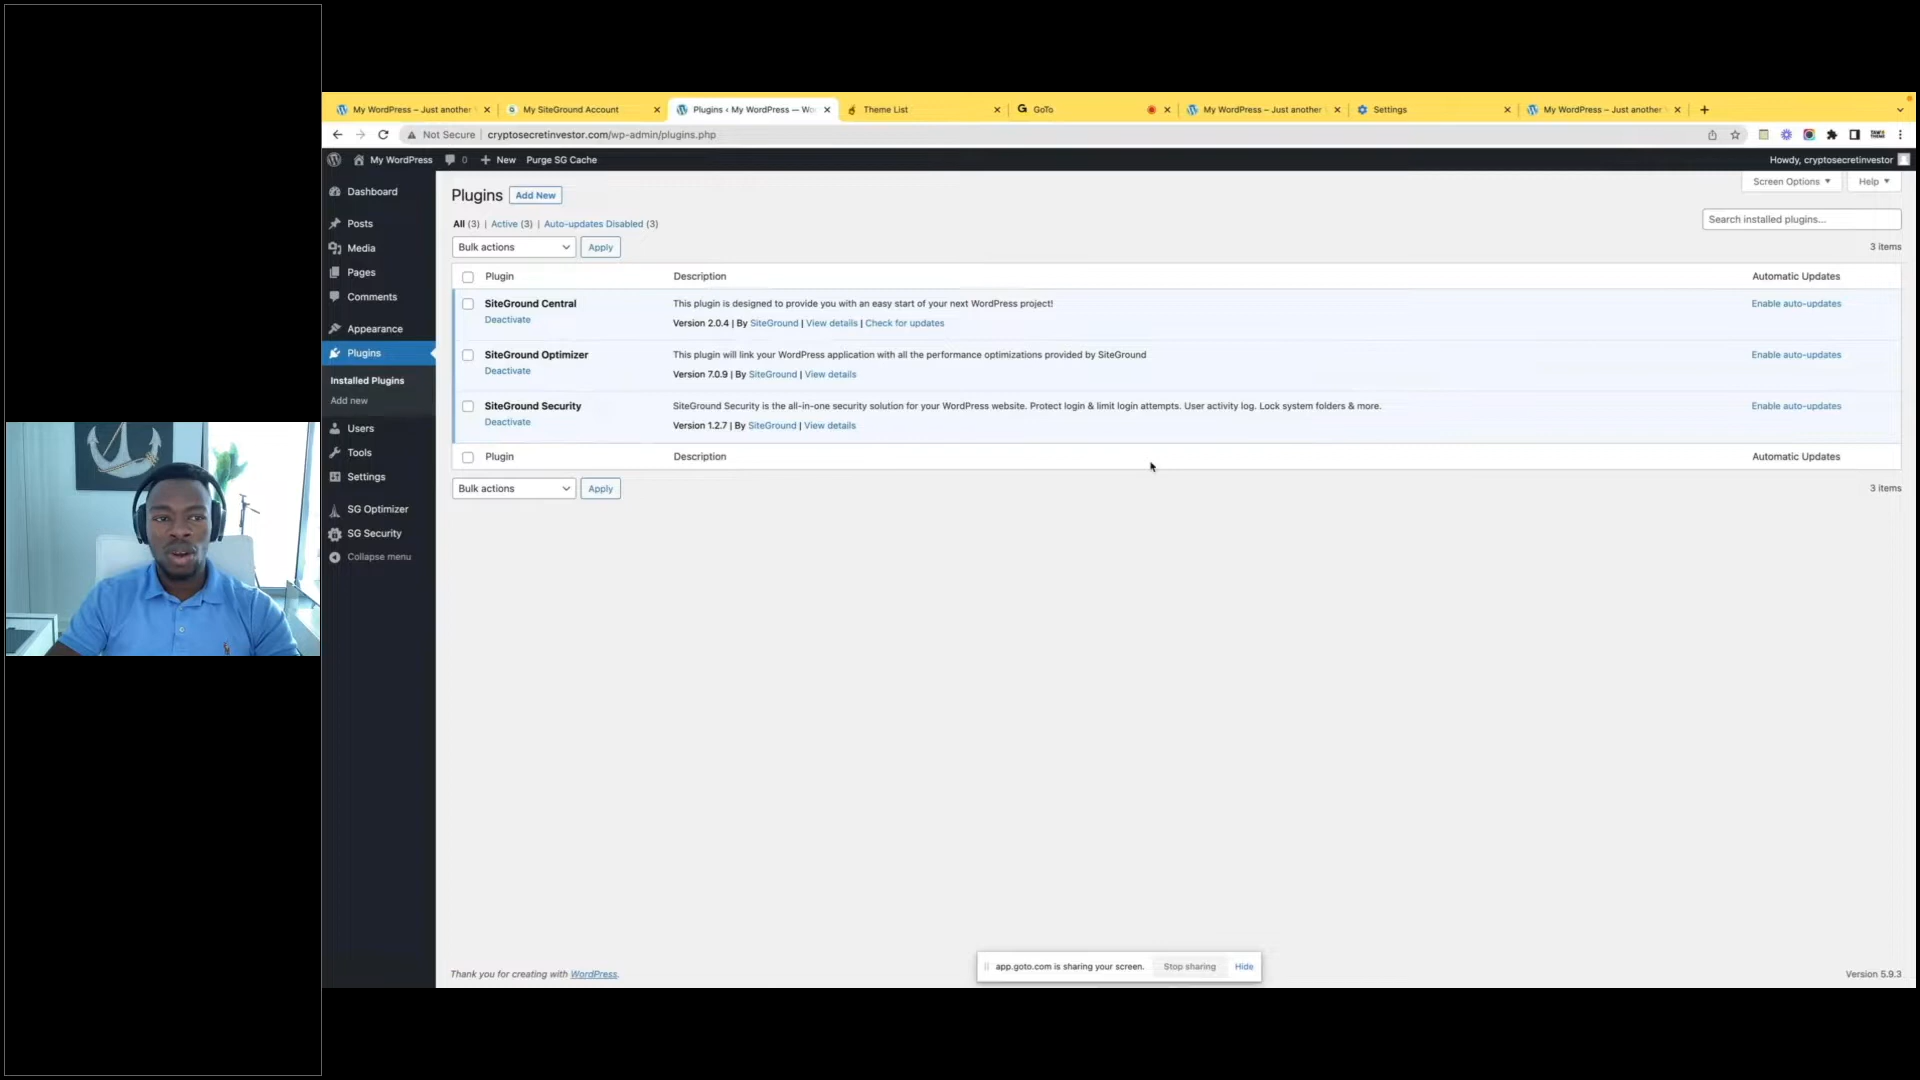 My WordPress – Just another
My SiteGround Account
Plugins ‹ My WordPress — Wo
Theme List
GoTo
My WordPress – Just another
Settings
My WordPress – Just another
Not Secure | cryptosecretinvestor.com/wp-admin/plugins.php
My WordPress 0 New Purge SG Cache
Howdy, cryptosecretinvestor
Dashboard
Posts
Media
Pages
Comments
Appearance
Plugins
Installed Plugins
Add new
Users
Tools
Settings
SG Optimizer
SG Security
Collapse menu
Screen Options Help
Plugins Add New
All (3) | Active (3) | Auto-updates Disabled (3)
Search installed plugins...
Bulk actions Apply
3 items
Plugin Description Automatic Updates
SiteGround Central
Deactivate
This plugin is designed to provide you with an easy start of your next WordPress project!
Version 2.0.4 | By SiteGround | View details | Check for updates
Enable auto-updates
SiteGround Optimizer
Deactivate
This plugin will link your WordPress application with all the performance optimizations provided by SiteGround
Version 7.0.9 | By SiteGround | View details
Enable auto-updates
SiteGround Security
Deactivate
SiteGround Security is the all-in-one security solution for your WordPress website. Protect login & limit login attempts. User activity log. Lock system folders & more.
Version 1.2.7 | By SiteGround | View details
Enable auto-updates
Plugin Description Automatic Updates
Bulk actions Apply
3 items
app.goto.com is sharing your screen. Stop sharing Hide
Thank you for creating with WordPress.
Version 5.9.3